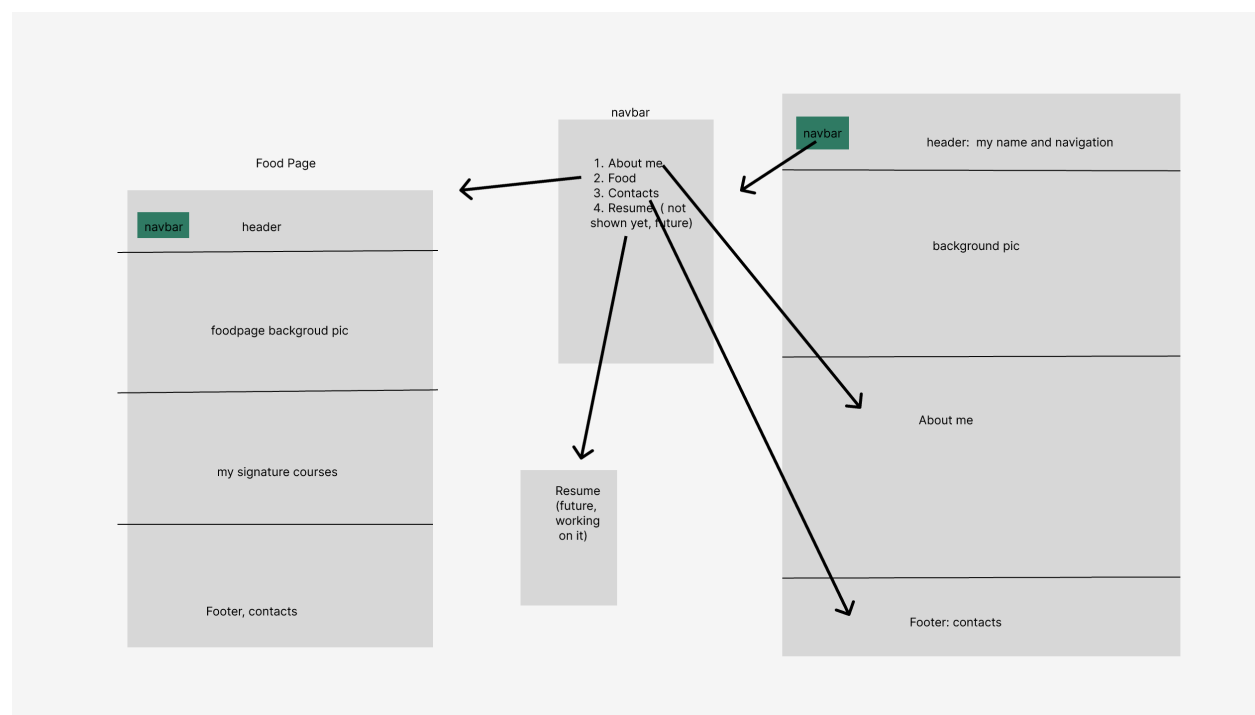 Food Page
navbar
header
foodpage backgroud pic
my signature courses
Footer, contacts
navbar
1. About me
2. Food
3. Contacts
4. Resume ( not
shown yet, future)
Resume
(future,
working
on it)
navbar
header: my name and navigation
background pic
About me
Footer: contacts